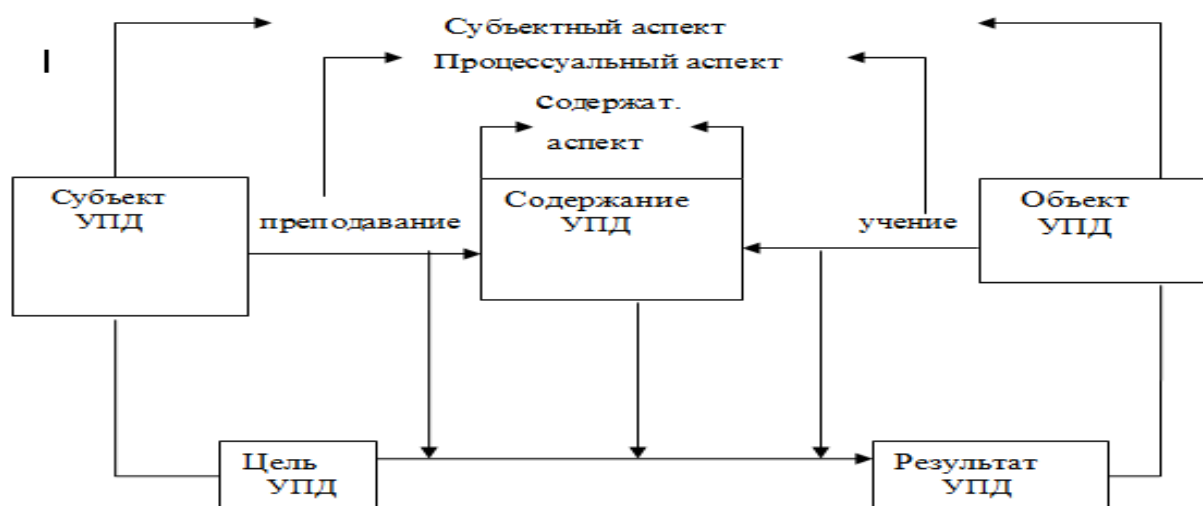 Субъектный аспект
I
Процессуальный аспект
Содержат.
аспект
Субъект
УПД
преподавание
Содержание
УПД
учение
Объект
УПД
Цель
УПД
Результат
УПД